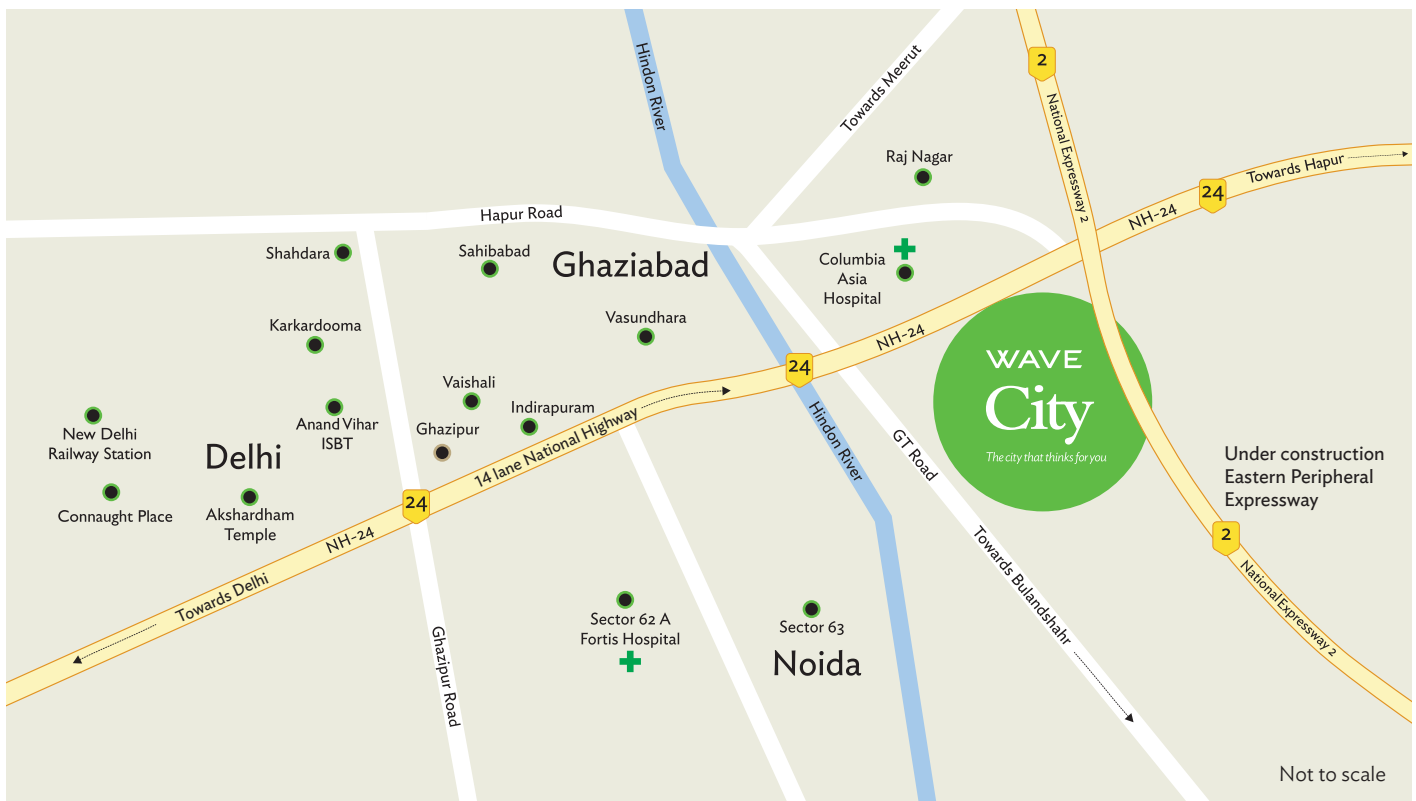 2
Hindon River
Towards Meerut
National Expressway 2
Raj Nagar
Towards Hapur
24
NH-24
Hapur Road
Shahdara
Sahibabad
Ghaziabad
Columbia
Asia
Hospital
Karkardooma
Vasundhara
NH-24
24
WAVE
City
The city that thinks for you
Vaishali
Indirapuram
Anand Vihar
ISBT
Ghazipur
14 lane National Highway
Hindon River
GT Road
New Delhi
Railway Station
Delhi
Under construction
Eastern Peripheral
Expressway
Connaught Place
Akshardham
Temple
24
NH-24
2
Towards Delhi
Towards Bulandshahr
National Expressway 2
Sector 62 A
Fortis Hospital
Sector 63
Noida
Ghazipur Road
Not to scale